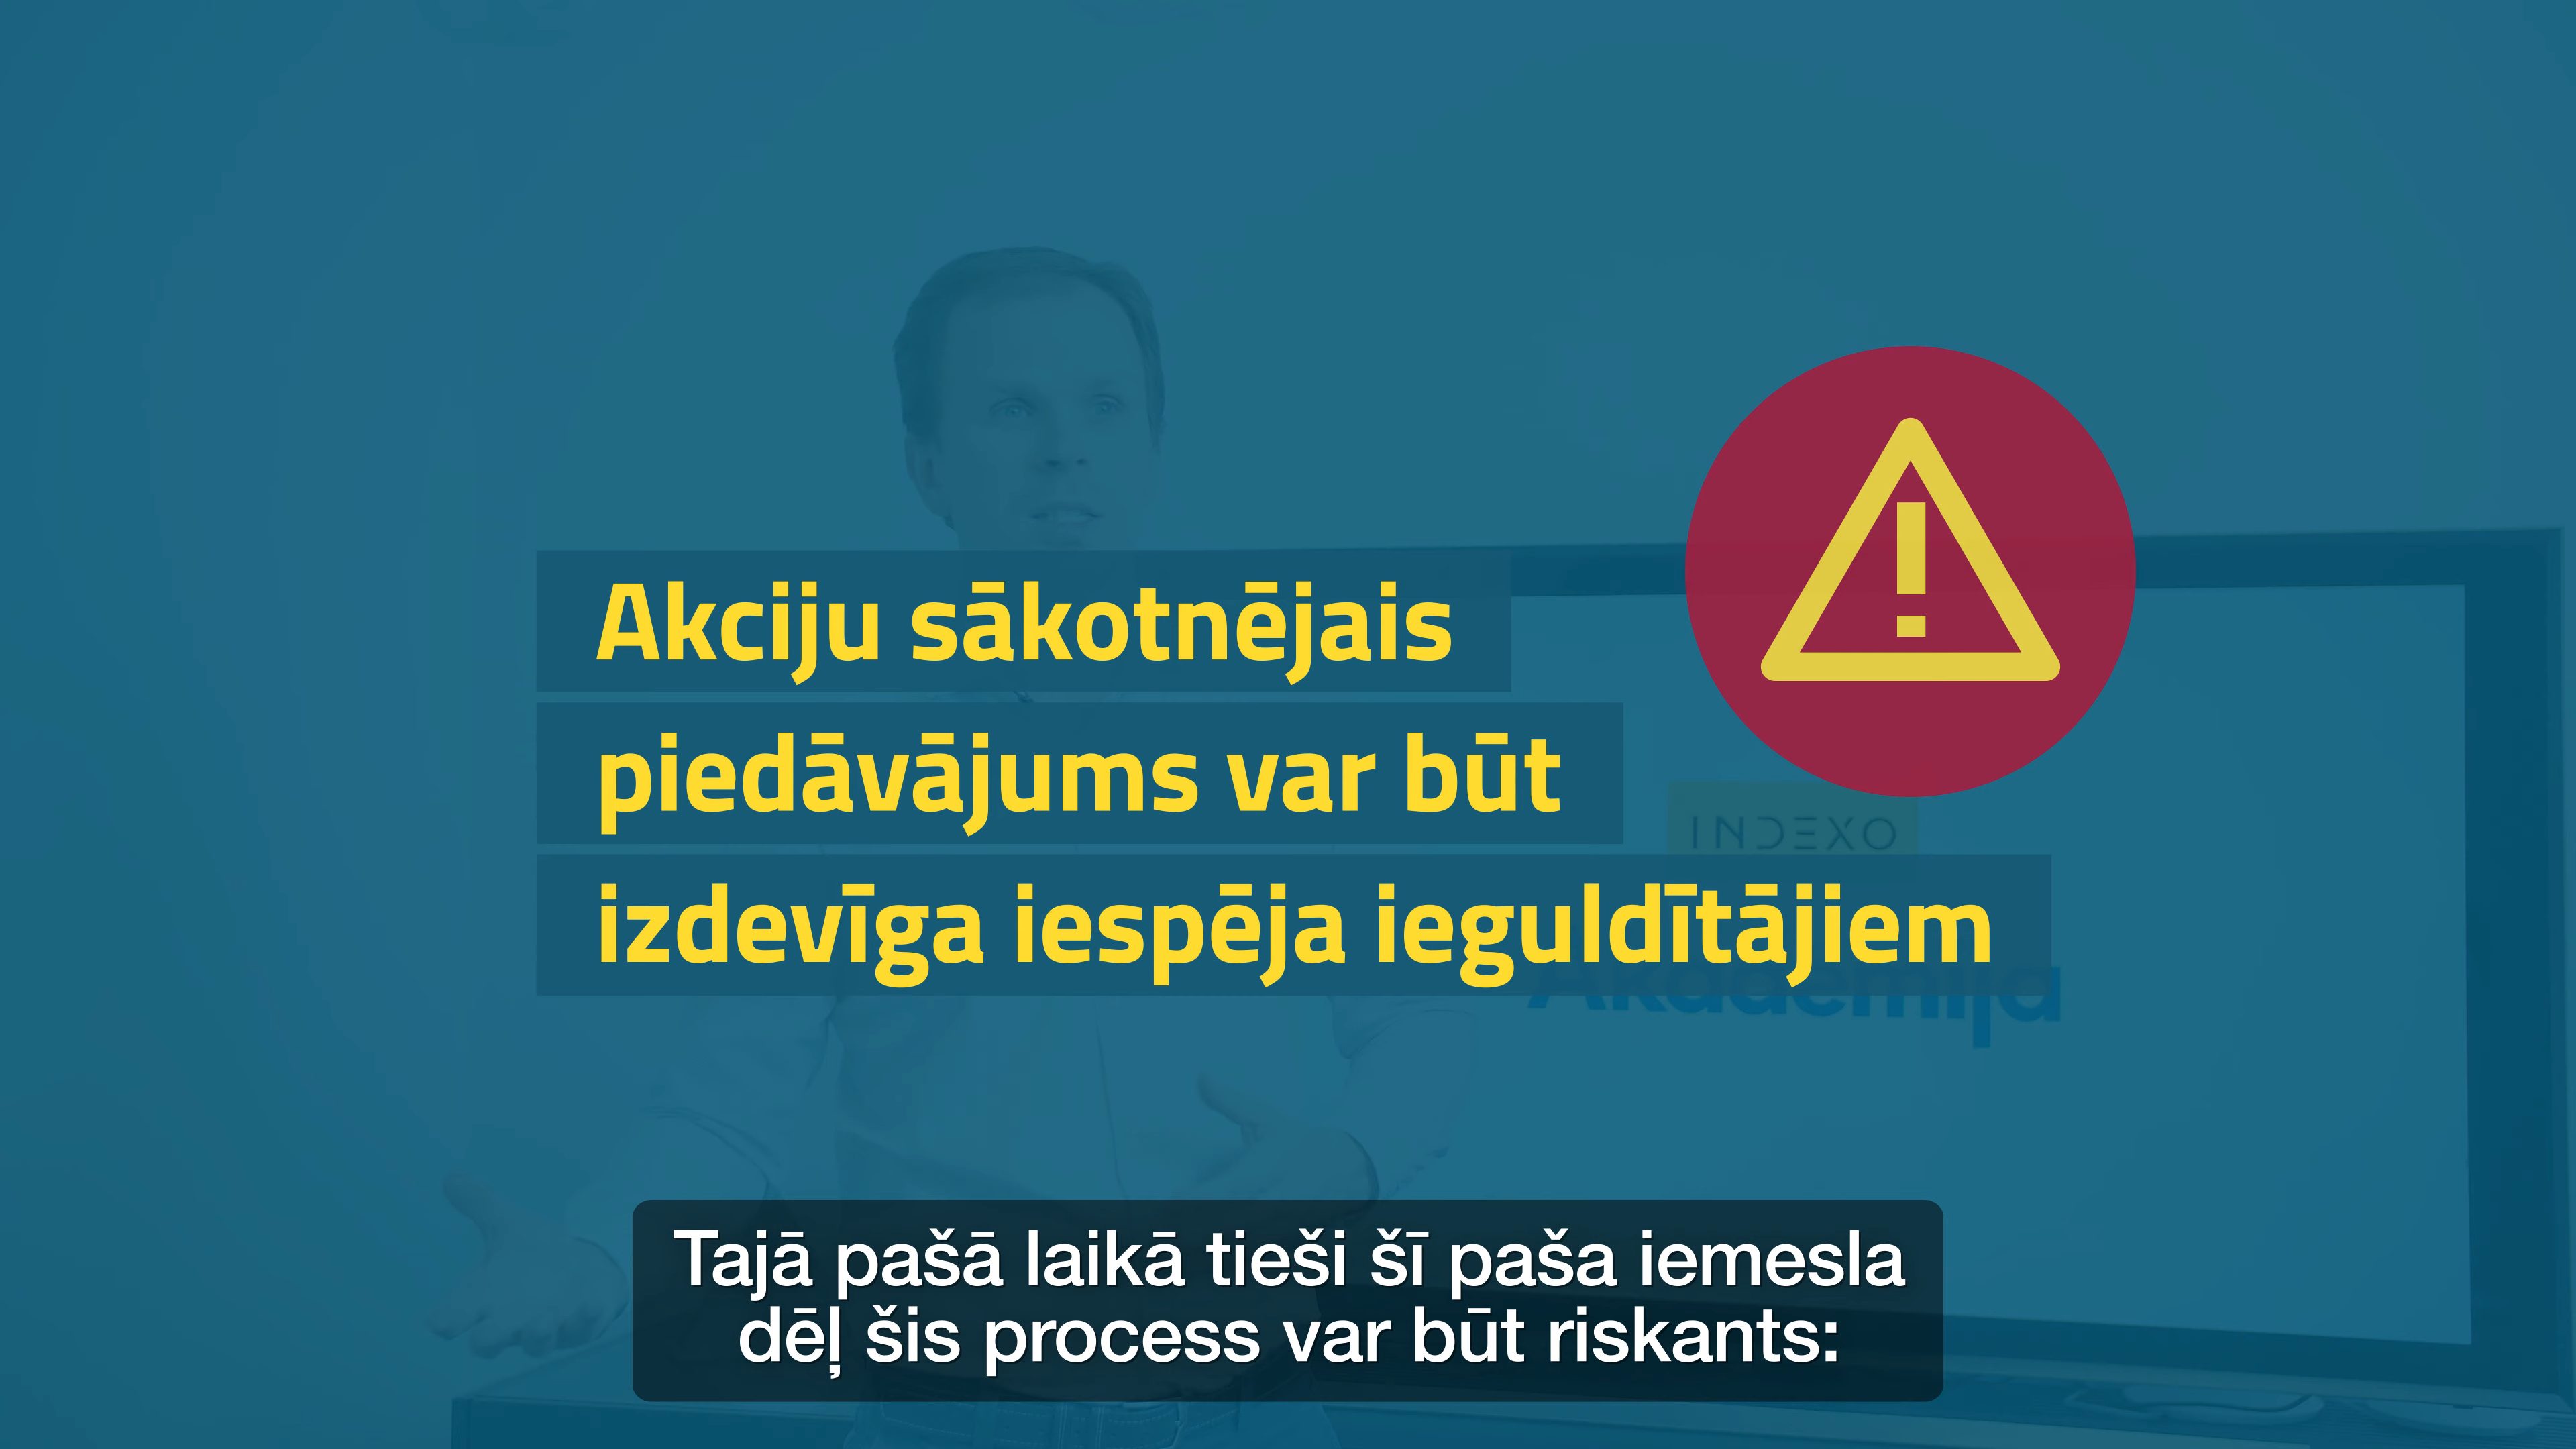 Akciju sākotnējais
piedāvājums var būt
izdevīga iespēja ieguldītājiem
INDEXO
Akadēmija
Tajā pašā laikā tieši šī paša iemesla
dēļ šis process var būt riskants: